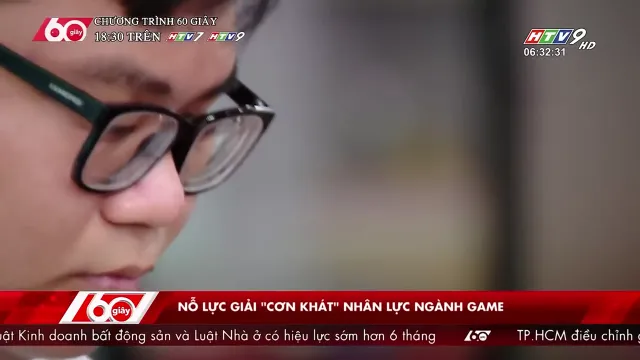 60 giây
CHƯƠNG TRÌNH 60 GIÂY
18:30 TRÊN HTV7 HTV9
HTV9 HD
06:32:31
60 giây
NỖ LỰC GIẢI "CƠN KHÁT" NHÂN LỰC NGÀNH GAME
uật Kinh doanh bất động sản và Luật Nhà ở có hiệu lực sớm hơn 6 tháng 60 giây TP.HCM điều chỉnh g